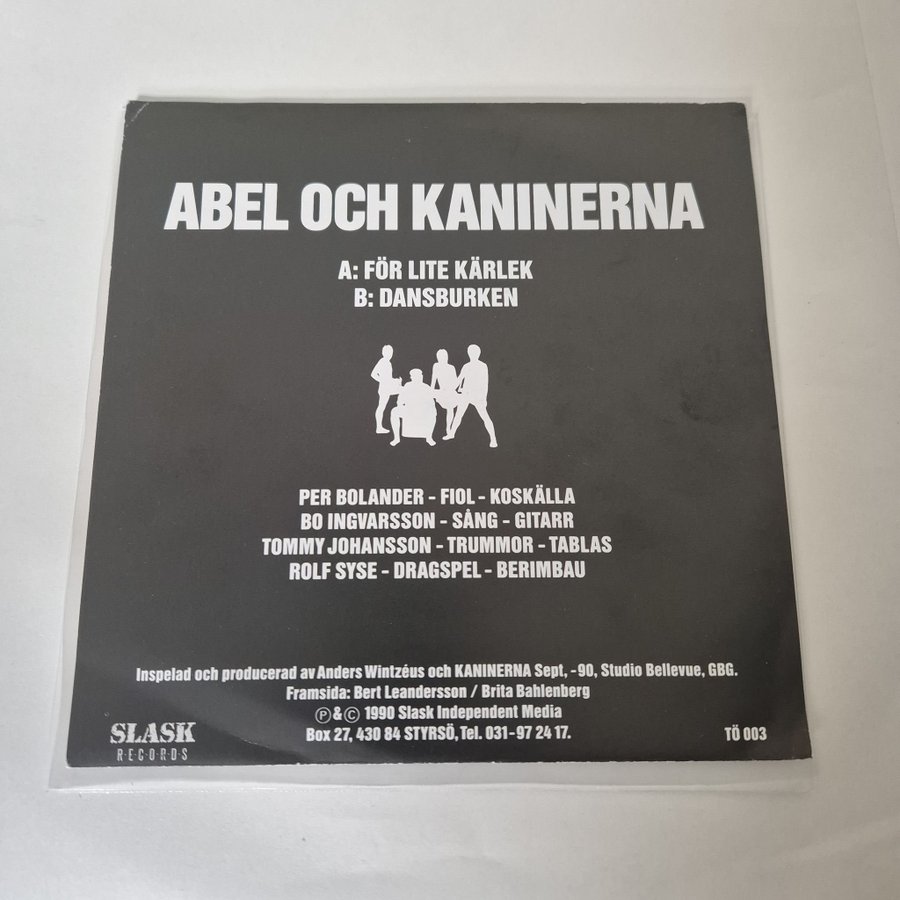 ABEL OCH KANINERNA
A: FÖR LITE KÄRLEK
B: DANSBURKEN
PER BOLANDER - FIOL - KOSKÄLLA
BO INGVARSSON - SÅNG - GITARR
TOMMY JOHANSSON - TRUMMOR - TABLAS
ROLF SYSE - DRAGSPEL - BERIMBAU
Inspelad och producerad av Anders Wintzéus och KANINERNA Sept, -90, Studio Bellevue, GBG.
Framsida: Bert Leandersson / Brita Bahlenberg
Ⓟ&© 1990 Slask Independent Media
Box 27, 430 84 STYRSÖ, Tel. 031-97 24 17.
SLASK
RECORDS
TÖ 003